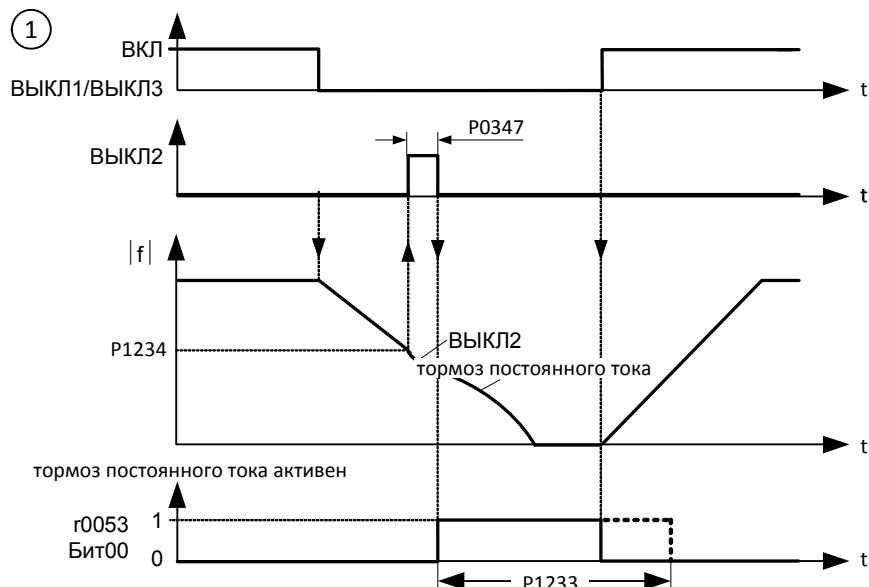 1
ВКЛ
ВЫКЛ1/ВЫКЛ3
t
P0347
ВЫКЛ2
t
|f|
P1234
ВЫКЛ2
тормоз постоянного тока
t
тормоз постоянного тока активен
r0053
Бит00
1
0
t
P1233